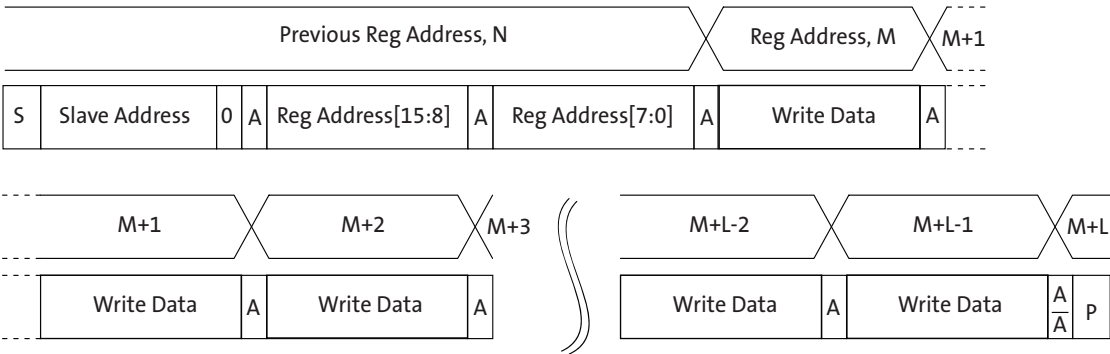 Previous Reg Address, N Reg Address, M M+1
S Slave Address 0 A Reg Address[15:8] A Reg Address[7:0] A Write Data A
M+1 M+2 M+3 M+L-2 M+L-1 M+L
Write Data A Write Data A Write Data A Write Data A P
A̅